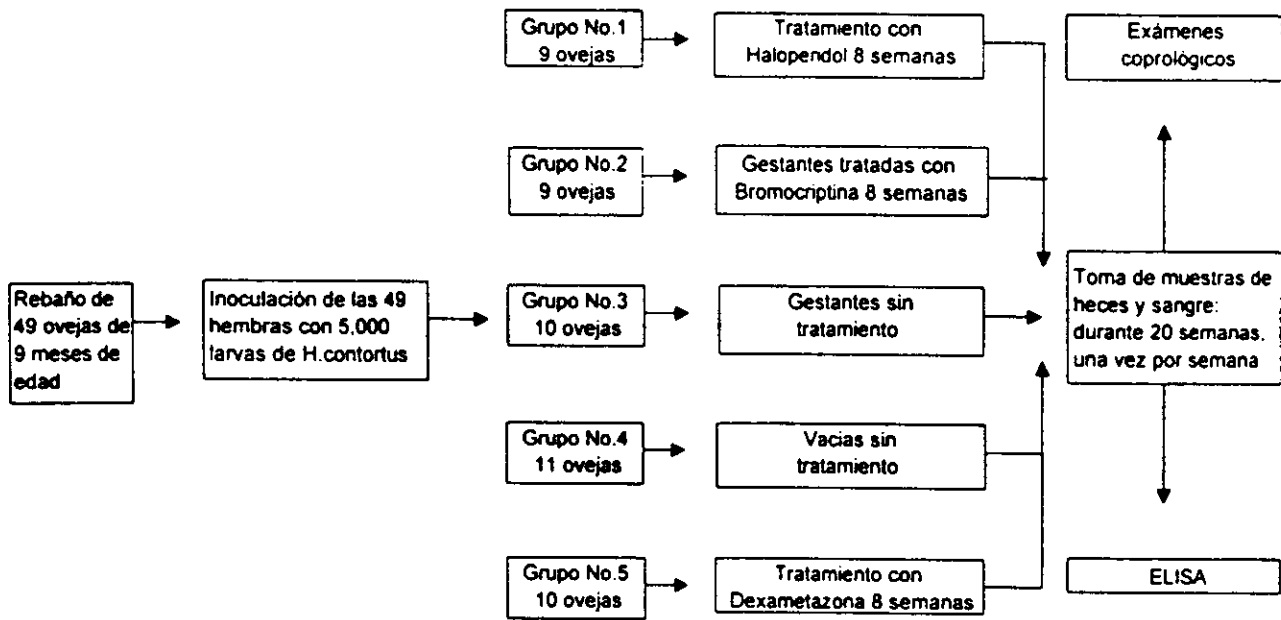 Grupo No.1
9 ovejas
Tratamiento con
Halopendol 8 semanas
Exámenes
coprológicos
Grupo No.2
9 ovejas
Gestantes tratadas con
Bromocriptina 8 semanas
Rebaño de
49 ovejas de
9 meses de
edad
Inoculación de las 49
hembras con 5,000
larvas de H.contortus
Grupo No.3
10 ovejas
Gestantes sin
tratamiento
Toma de muestras de
heces y sangre:
durante 20 semanas.
una vez por semana
Grupo No.4
11 ovejas
Vacias sin
tratamiento
Grupo No.5
10 ovejas
Tratamiento con
Dexametazona 8 semanas
ELISA